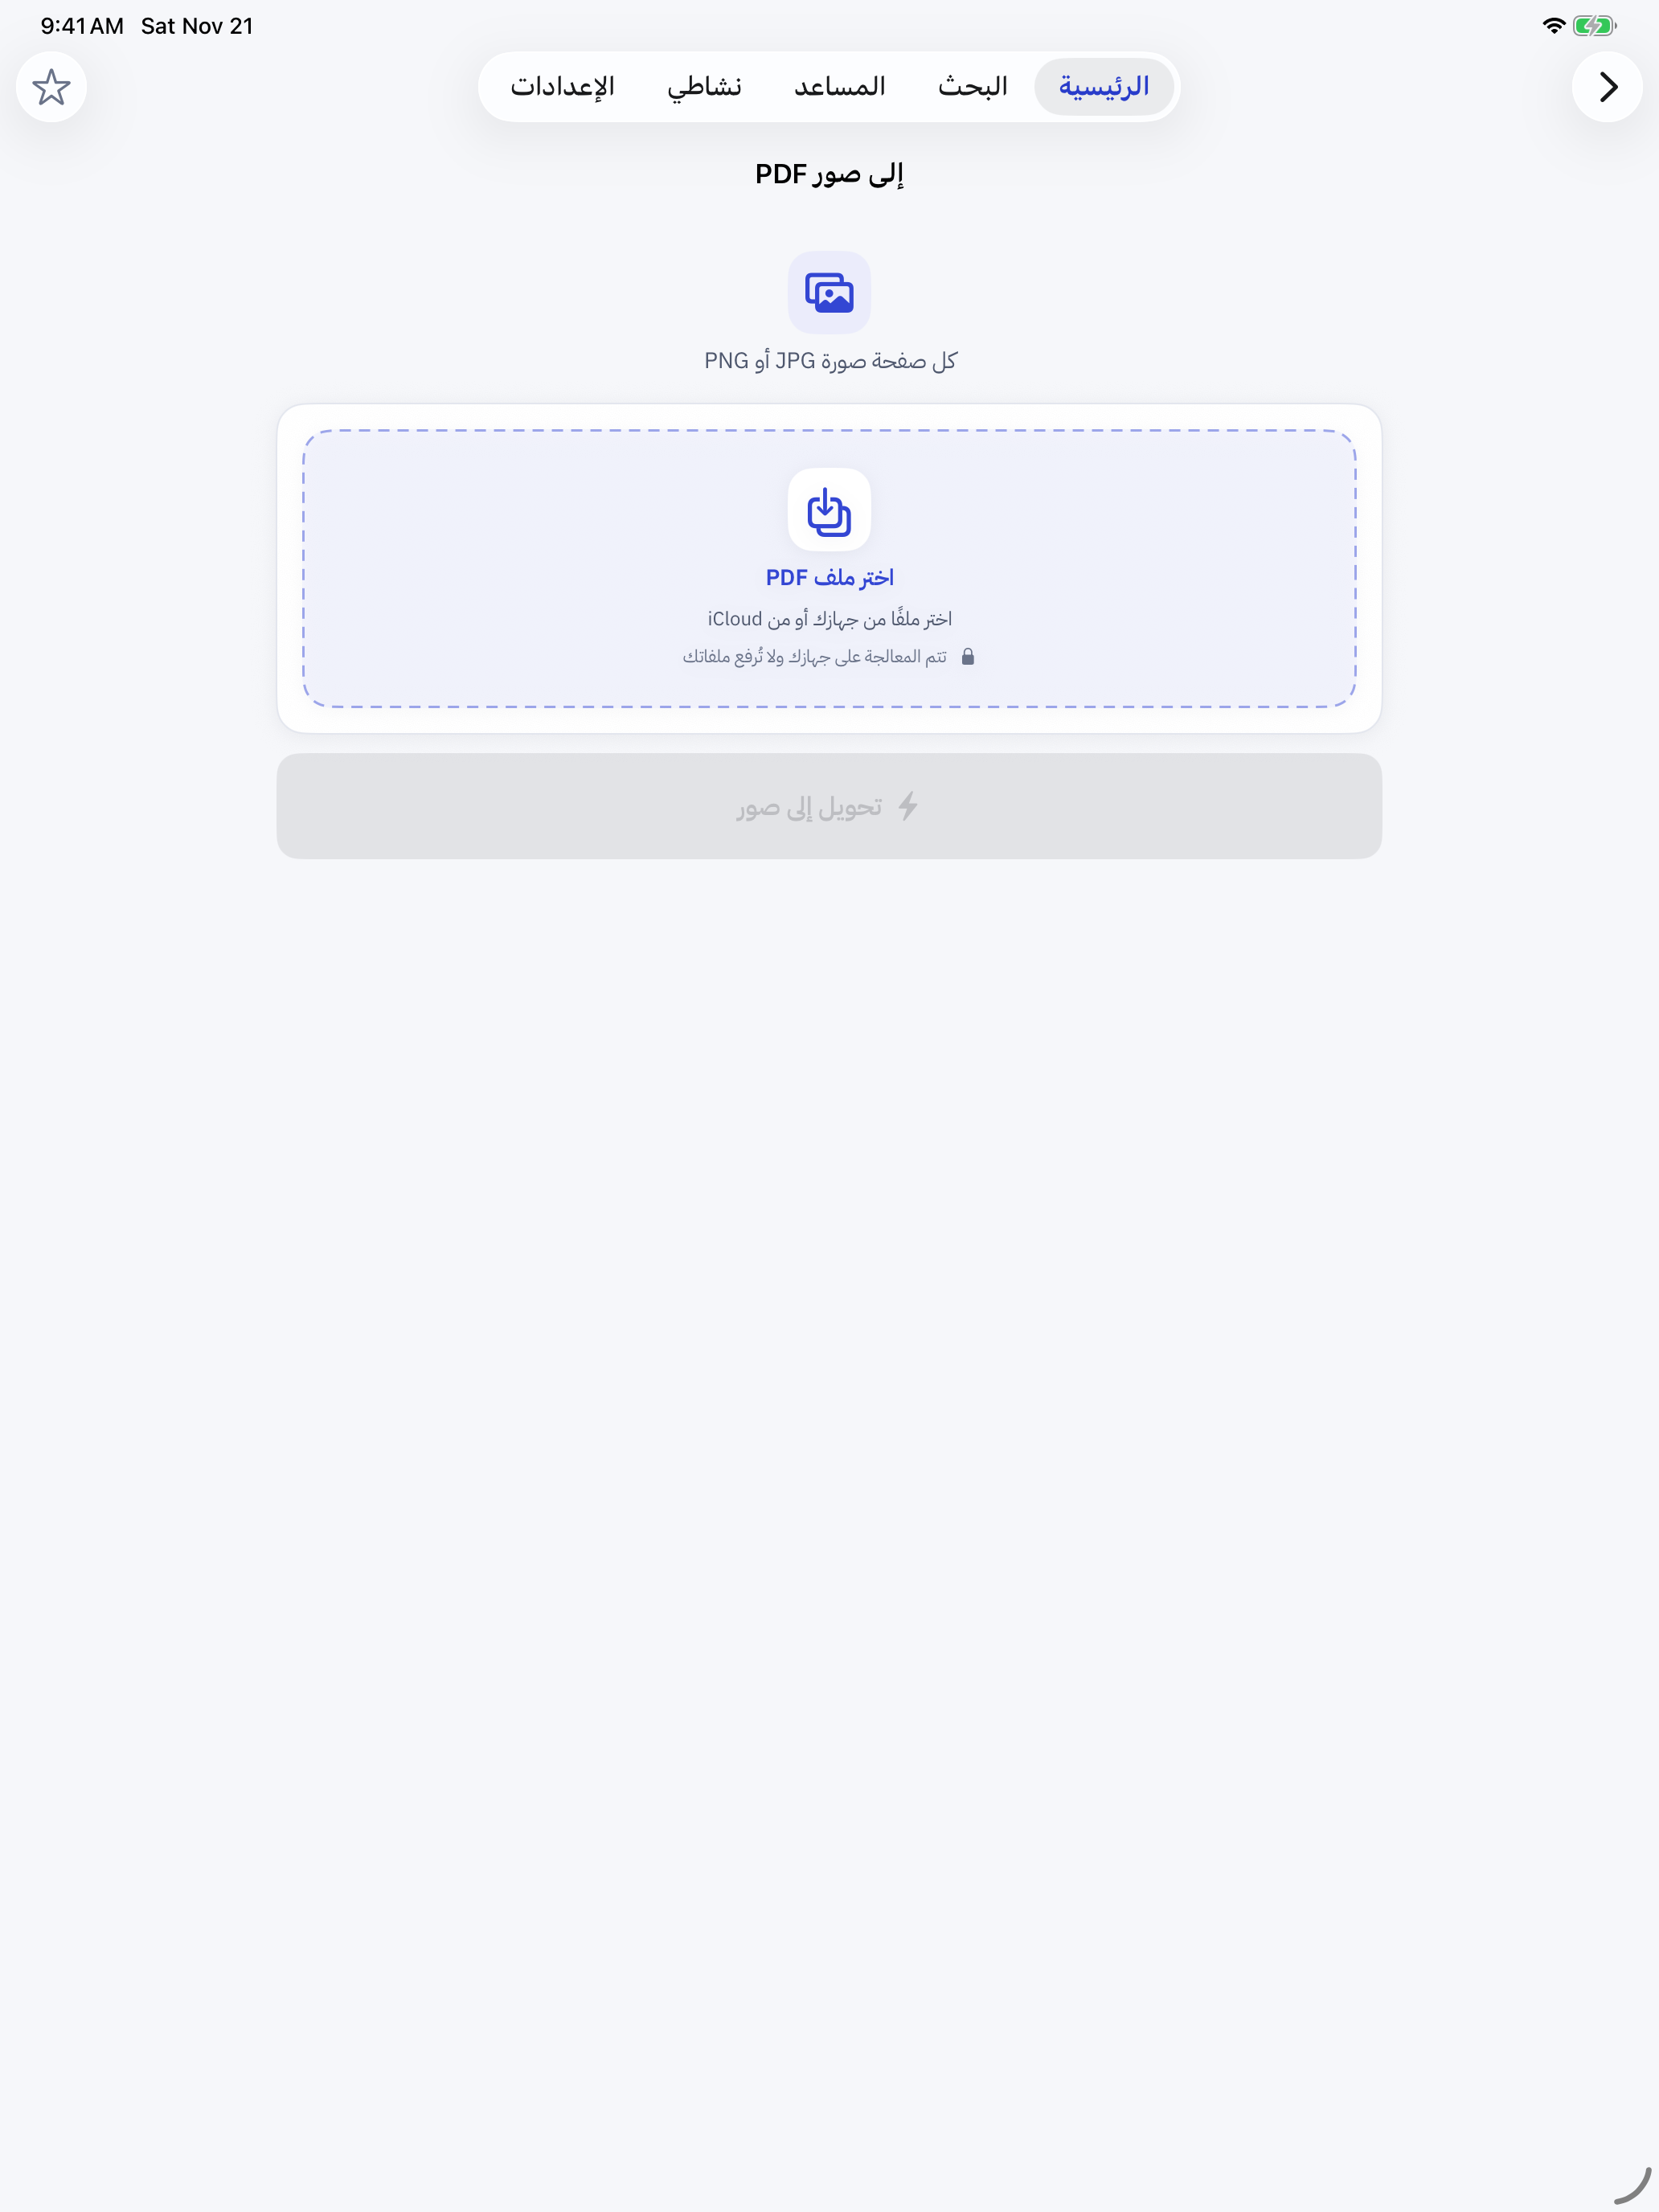 9:41 AM Sat Nov 21
الرئيسية البحث المساعد نشاطي الإعدادات
إلى صور PDF
كل صفحة صورة JPG أو PNG
اختر ملف PDF
اختر ملفًا من جهازك أو من iCloud
تتم المعالجة على جهازك ولا تُرفع ملفاتك
تحويل إلى صور